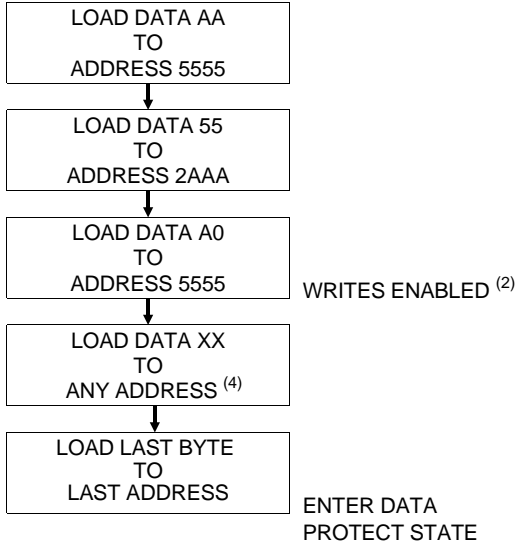 LOAD DATA AA
TO
ADDRESS 5555
LOAD DATA 55
TO
ADDRESS 2AAA
LOAD DATA A0
TO
ADDRESS 5555
WRITES ENABLED (2)
LOAD DATA XX
TO
ANY ADDRESS (4)
LOAD LAST BYTE
TO
LAST ADDRESS
ENTER DATA
PROTECT STATE